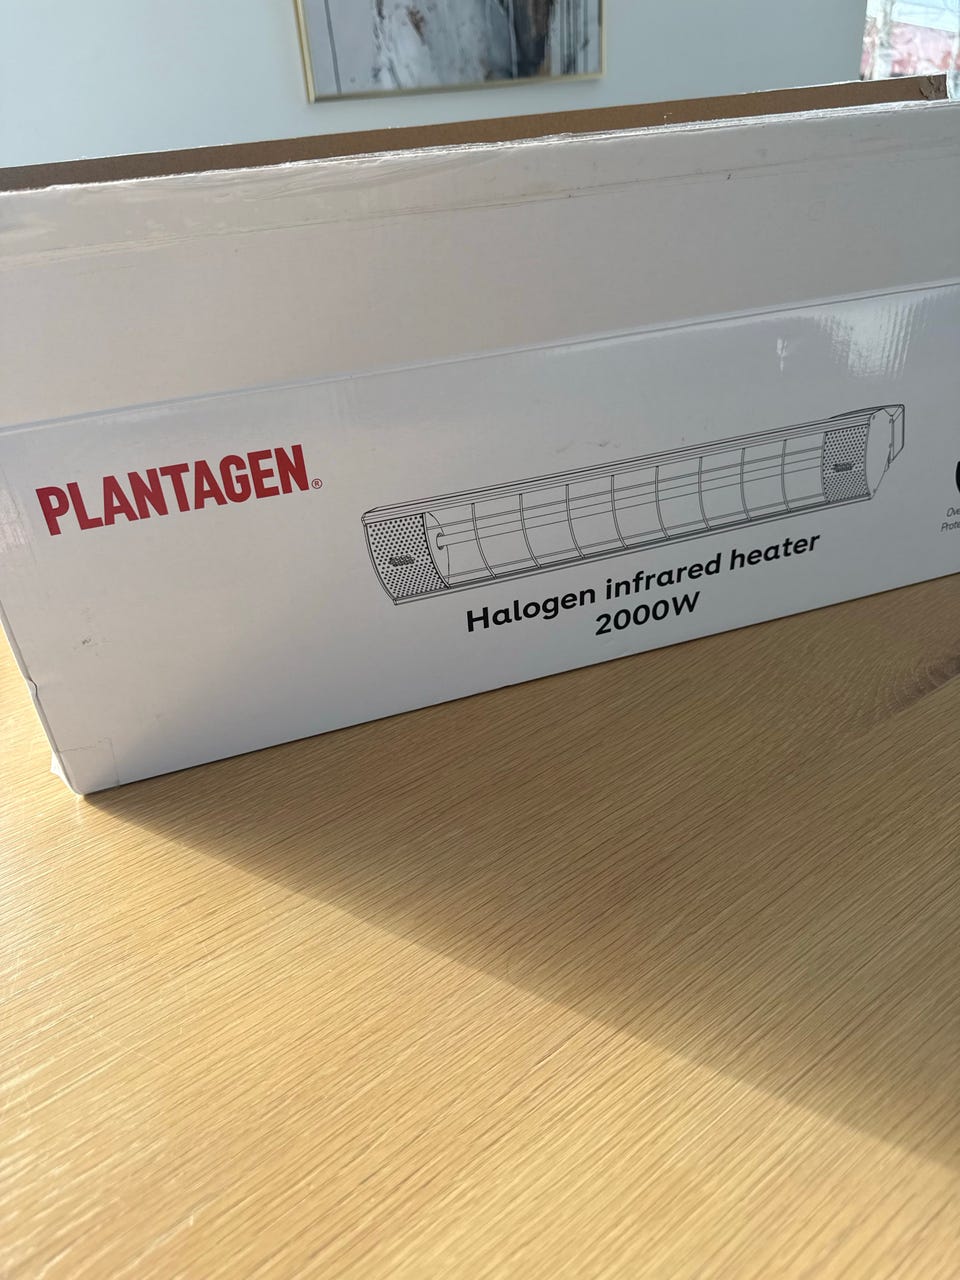 PLANTAGEN®
Halogen infrared heater
2000W